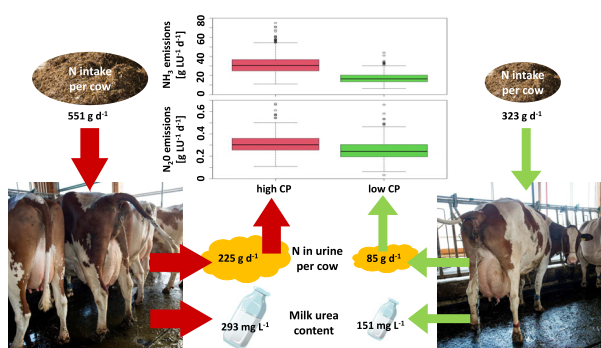 NH₃ emissions
[g LU⁻¹ d⁻¹]
80
60
40
20
0
N intake
per cow
551 g d⁻¹
N intake
per cow
323 g d⁻¹
N₂0 emissions
[g LU⁻¹ d⁻¹]
0.6
0.4
0.2
0
high CP
low CP
225 g d⁻¹
N in urine
per cow
85 g d⁻¹
293 mg L⁻¹
Milk urea
content
151 mg L⁻¹